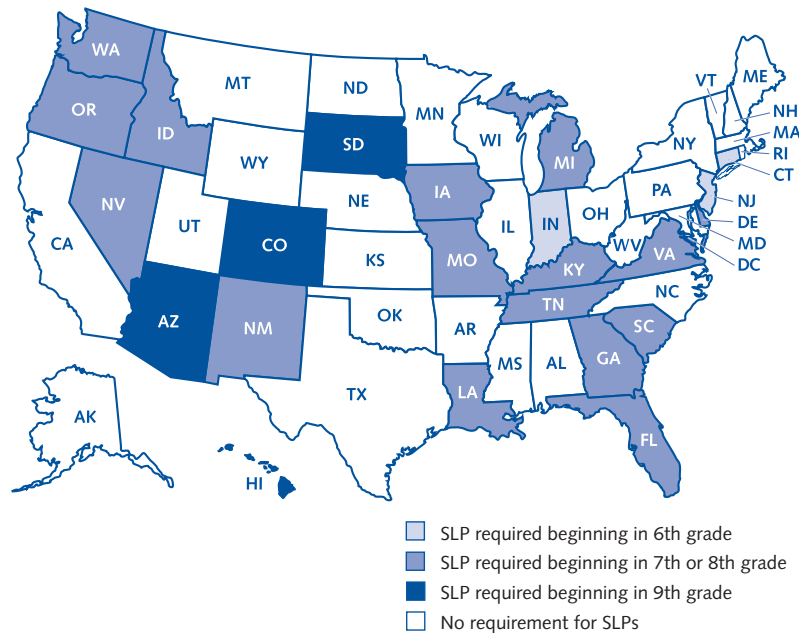 WA
MT
ND
MN
VT
ME
OR
ID
SD
WI
MI
NY
NH
MA
RI
CT
WY
IA
PA
NJ
NV
UT
NE
IL
IN
OH
DE
MD
DC
CA
CO
KS
MO
WV
VA
KY
NC
AZ
NM
OK
AR
TN
SC
MS
AL
GA
TX
LA
AK
FL
HI
SLP required beginning in 6th grade
SLP required beginning in 7th or 8th grade
SLP required beginning in 9th grade
No requirement for SLPs